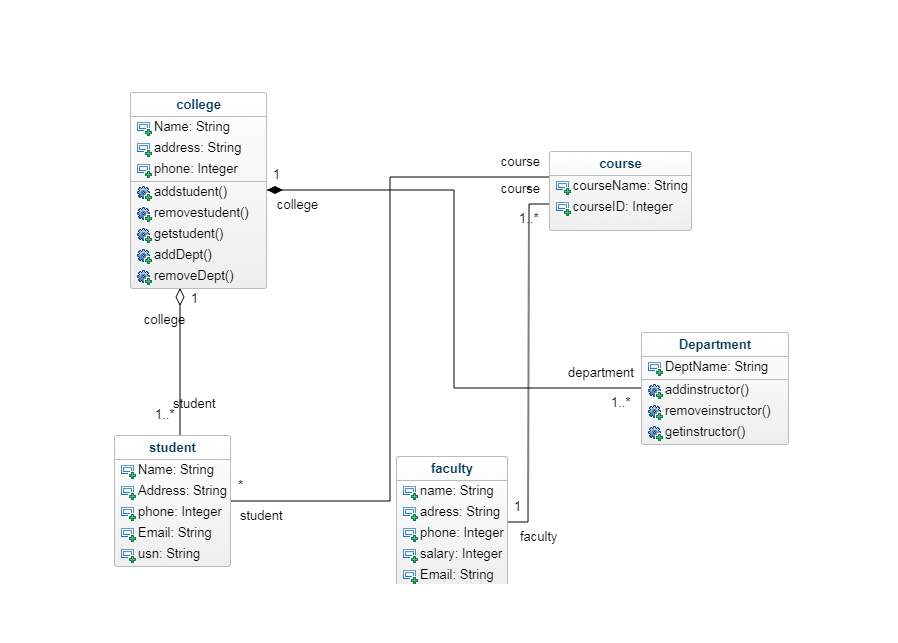 college
Name: String
address: String
phone: Integer
addstudent()
removestudent()
getstudent()
addDept()
removeDept()
1
college
1
college
student
1..*
course
course
1..*
course
courseName: String
courseID: Integer
Department
DeptName: String
addinstructor()
removeinstructor()
getinstructor()
department
1..*
student
Name: String
Address: String
phone: Integer
Email: String
usn: String
*
student
faculty
name: String
adress: String
phone: Integer
salary: Integer
Email: String
1
faculty